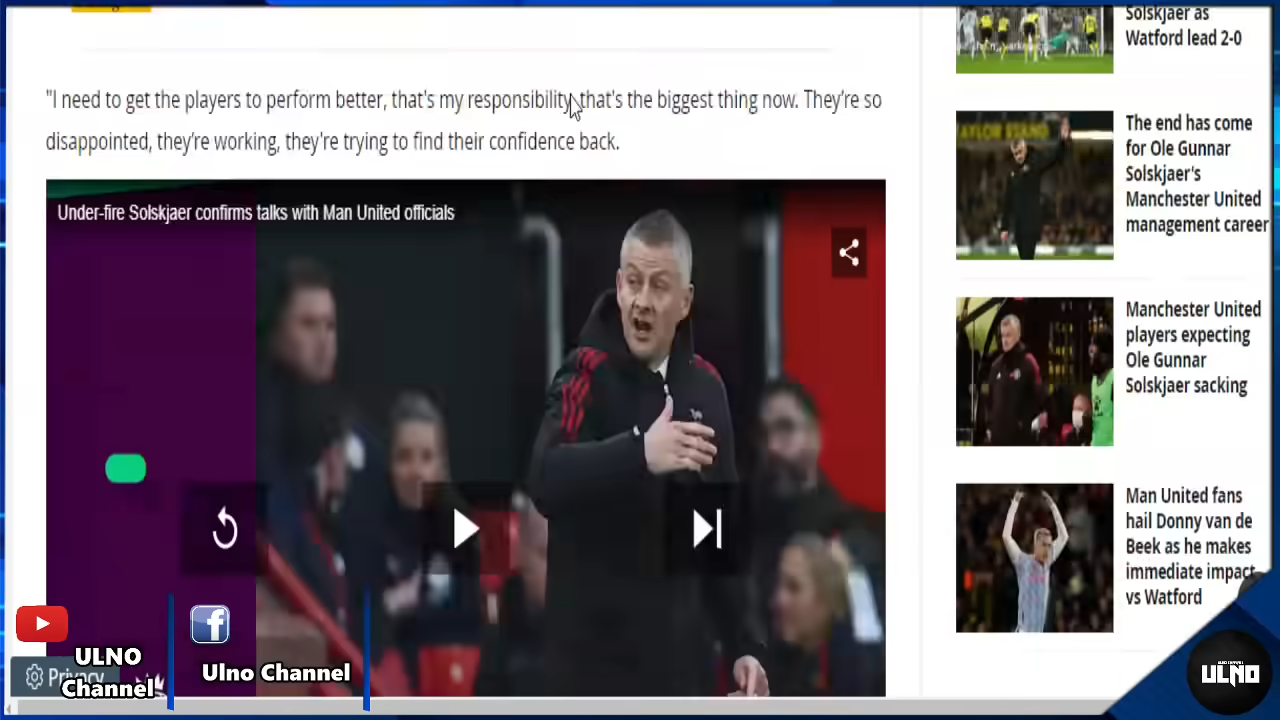 "I need to get the players to perform better, that's my responsibility, that's the biggest thing now. They're so
disappointed, they're working, they're trying to find their confidence back.
Under-fire Solskjaer confirms talks with Man United officials
Solskjaer as
Watford lead 2-0
The end has come
for Ole Gunnar
Solskjaer's
Manchester United
management career
Manchester United
players expecting
Ole Gunnar
Solskjaer sacking
Man United fans
hail Donny van de
Beek as he makes
immediate impact
vs Watford
Privacy
ULNO
Channel
Ulno Channel
ULNO